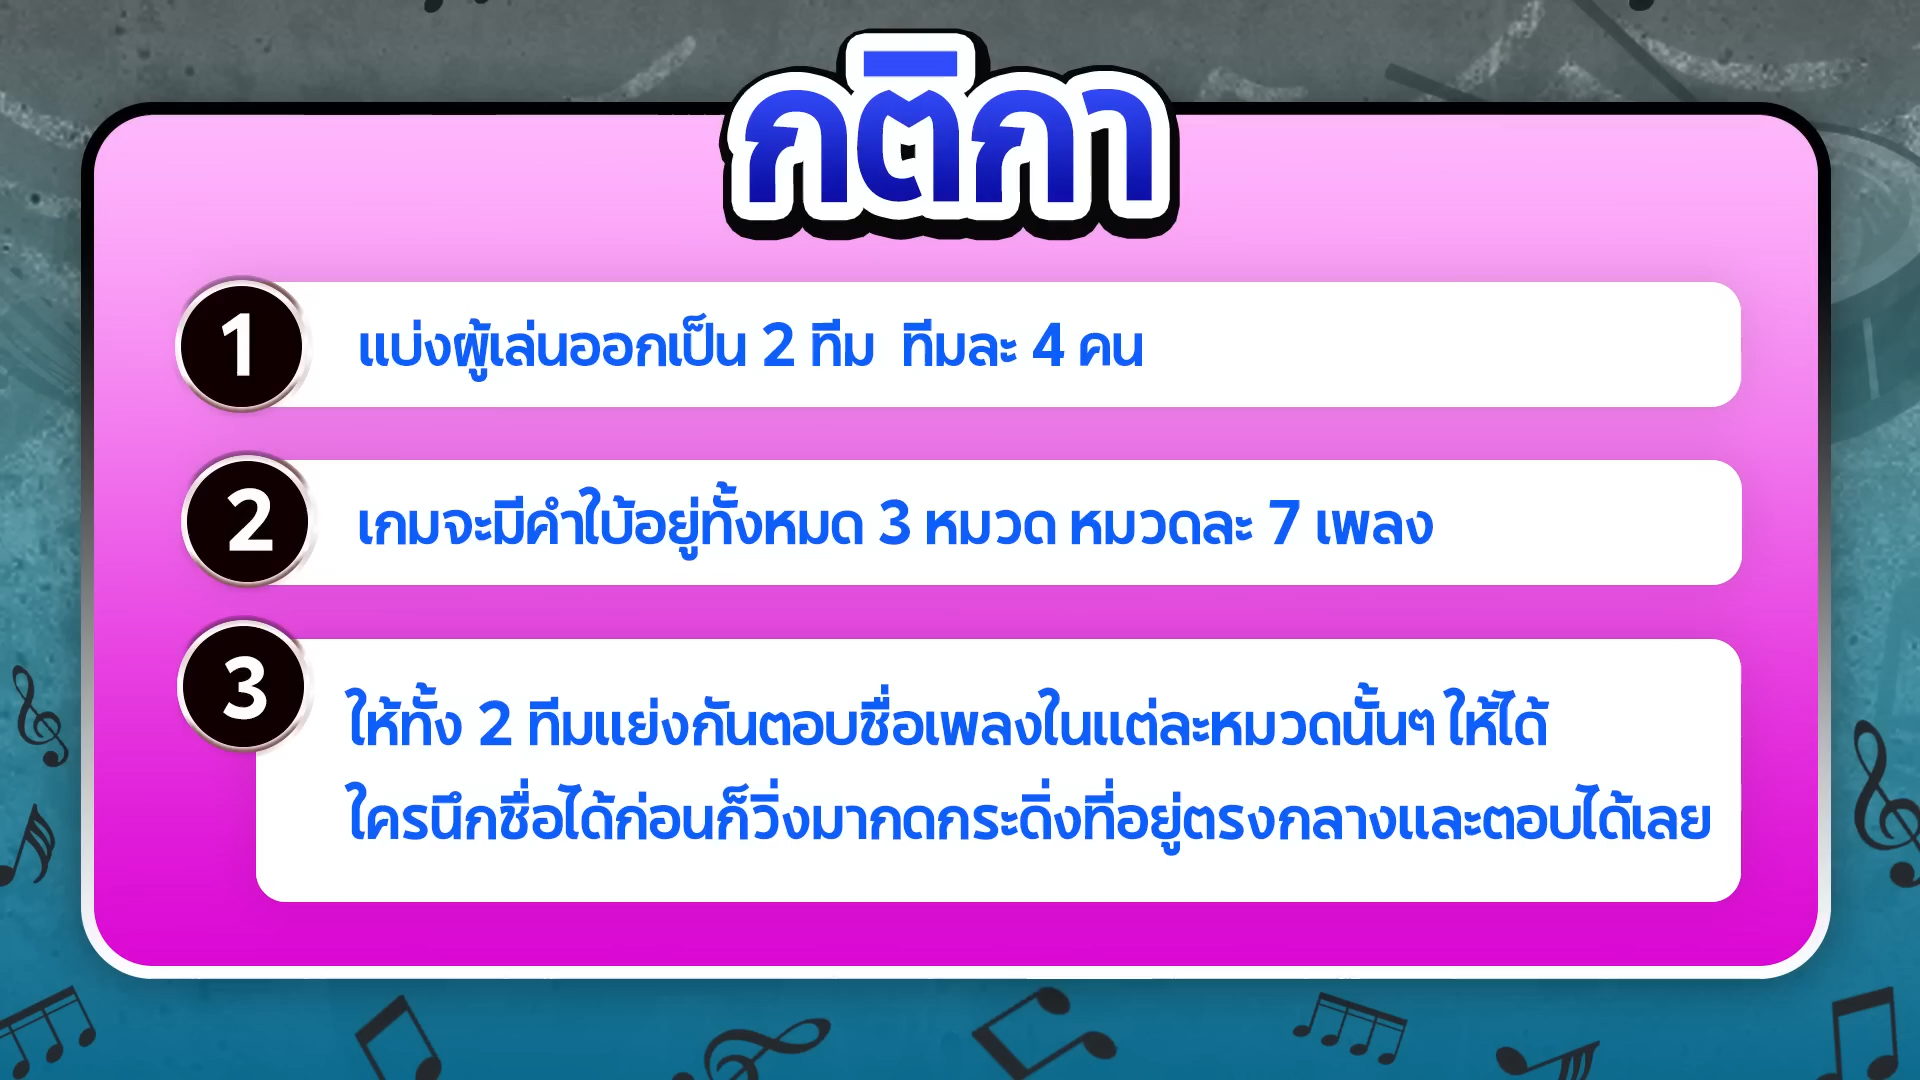 กติกา
1 แบ่งผู้เล่นออกเป็น 2 ทีม ทีมละ 4 คน
2 เกมจะมีคำใบ้อยู่ทั้งหมด 3 หมวด หมวดละ 7 เพลง
3 ให้ทั้ง 2 ทีมแย่งกันตอบชื่อเพลงในแต่ละหมวดนั้นๆ ให้ได้
ใครนึกชื่อได้ก่อนก็วิ่งมากดกระดิ่งที่อยู่ตรงกลางและตอบได้เลย